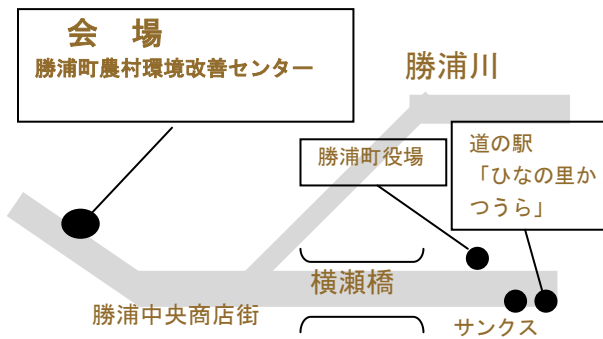 会　場
勝浦町農村環境改善センター
勝浦川
勝浦町役場
道の駅
「ひなの里か
つうら」
横瀬橋
勝浦中央商店街
サンクス